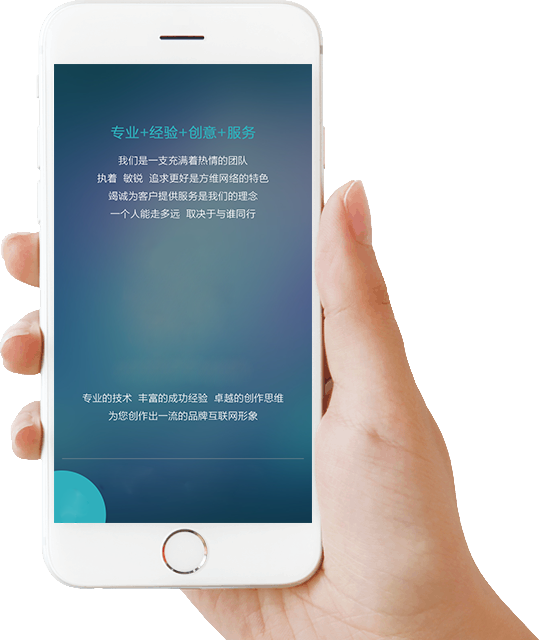 专业+经验+创意+服务
我们是一支充满着热情的团队
执着 敏锐 追求更好是方维网络的特色
竭诚为客户提供服务是我们的理念
一个人能走多远 取决于与谁同行
专业的技术 丰富的成功经验 卓越的创作思维
为您创作出一流的品牌互联网形象